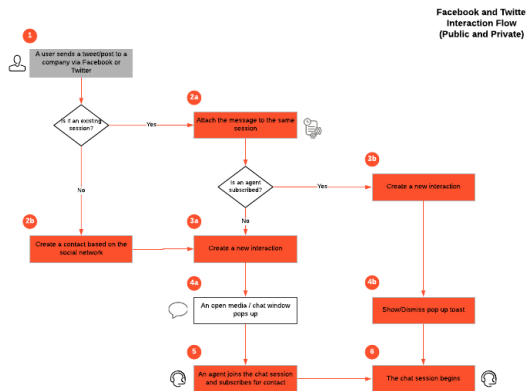 Facebook and Twitte
Interaction Flow
(Public and Private)
1
A user sends a tweet/post to a
company via Facebook or
Twitter
Is it an existing
session?
Yes
2a
Attach the message to the same
session
No
Is an agent
subscribed?
Yes
3b
Create a new interaction
No
2b
Create a contact based on the
social network
3a
Create a new interaction
4a
An open media / chat window
pops up
4b
Show/Dismiss pop up toast
5
An agent joins the chat session
and subscribes for contact
6
The chat session begins